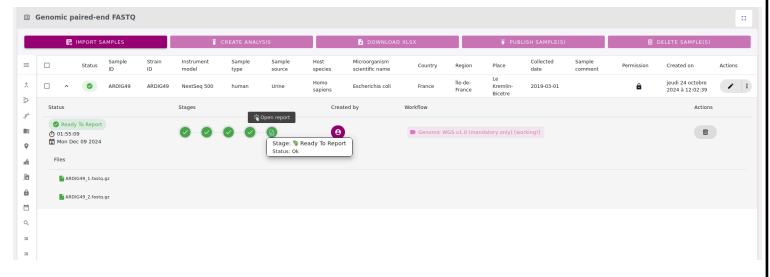 Genomic paired-end FASTQ
IMPORT SAMPLES CREATE ANALYSIS DOWNLOAD XLSX PUBLISH SAMPLE(S) DELETE SAMPLE(S)
Status Sample ID Strain ID Instrument model Sample type Sample source Host species Microorganism scientific name Country Region Place Collected date Sample comment Permission Created on Actions
ARDIG49 ARDIG49 NextSeq 500 human Urine Homo sapiens Escherichia coli France Île-de-France Le Kremlin-Bicetre 2019-03-01 jeudi 24 octobre 2024 à 12:02:39
Status Stages Created by Workflow Actions
Open report
Ready To Report
01:55:09
Mon Dec 09 2024
Genomic WGS v1.0 (mandatory only) [working!]
Stage: Ready To Report
Status: Ok
Files
ARDIG49_1.fastq.gz
ARDIG49_2.fastq.gz